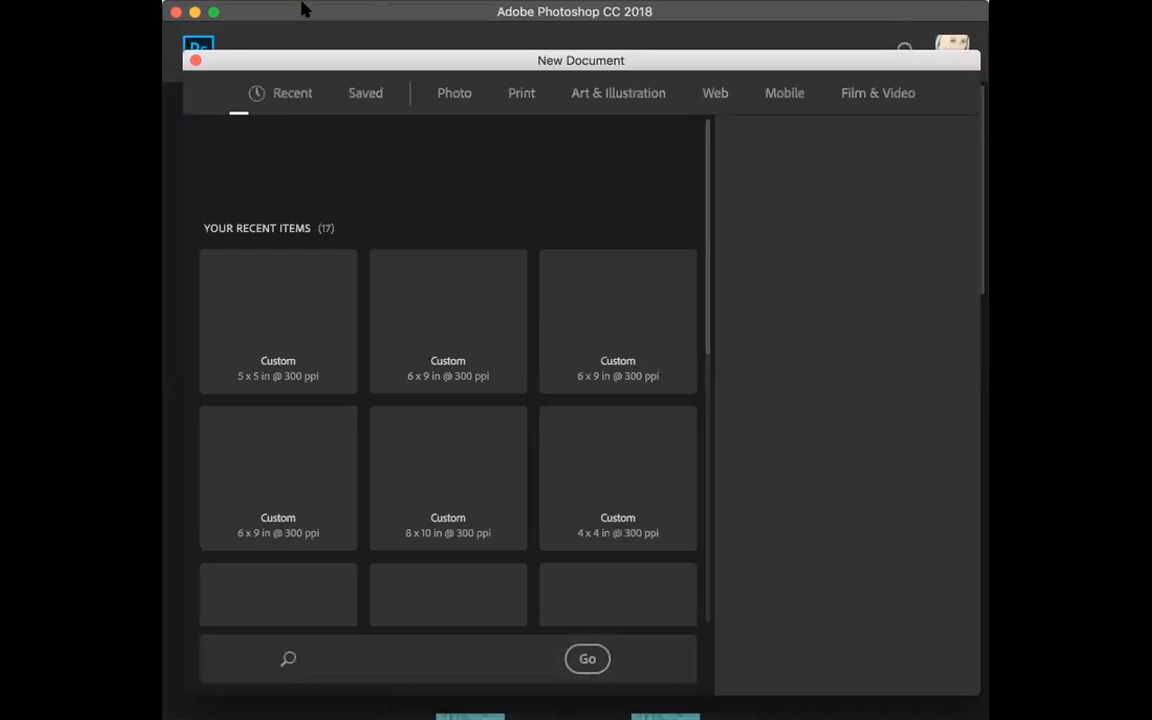 Adobe Photoshop CC 2018
Ps
New Document
Recent Saved Photo Print Art & Illustration Web Mobile Film & Video
YOUR RECENT ITEMS (17)
Custom Custom Custom
5 x 5 in @ 300 ppi 6 x 9 in @ 300 ppi 6 x 9 in @ 300 ppi
Custom Custom Custom
6 x 9 in @ 300 ppi 8 x 10 in @ 300 ppi 4 x 4 in @ 300 ppi
Go